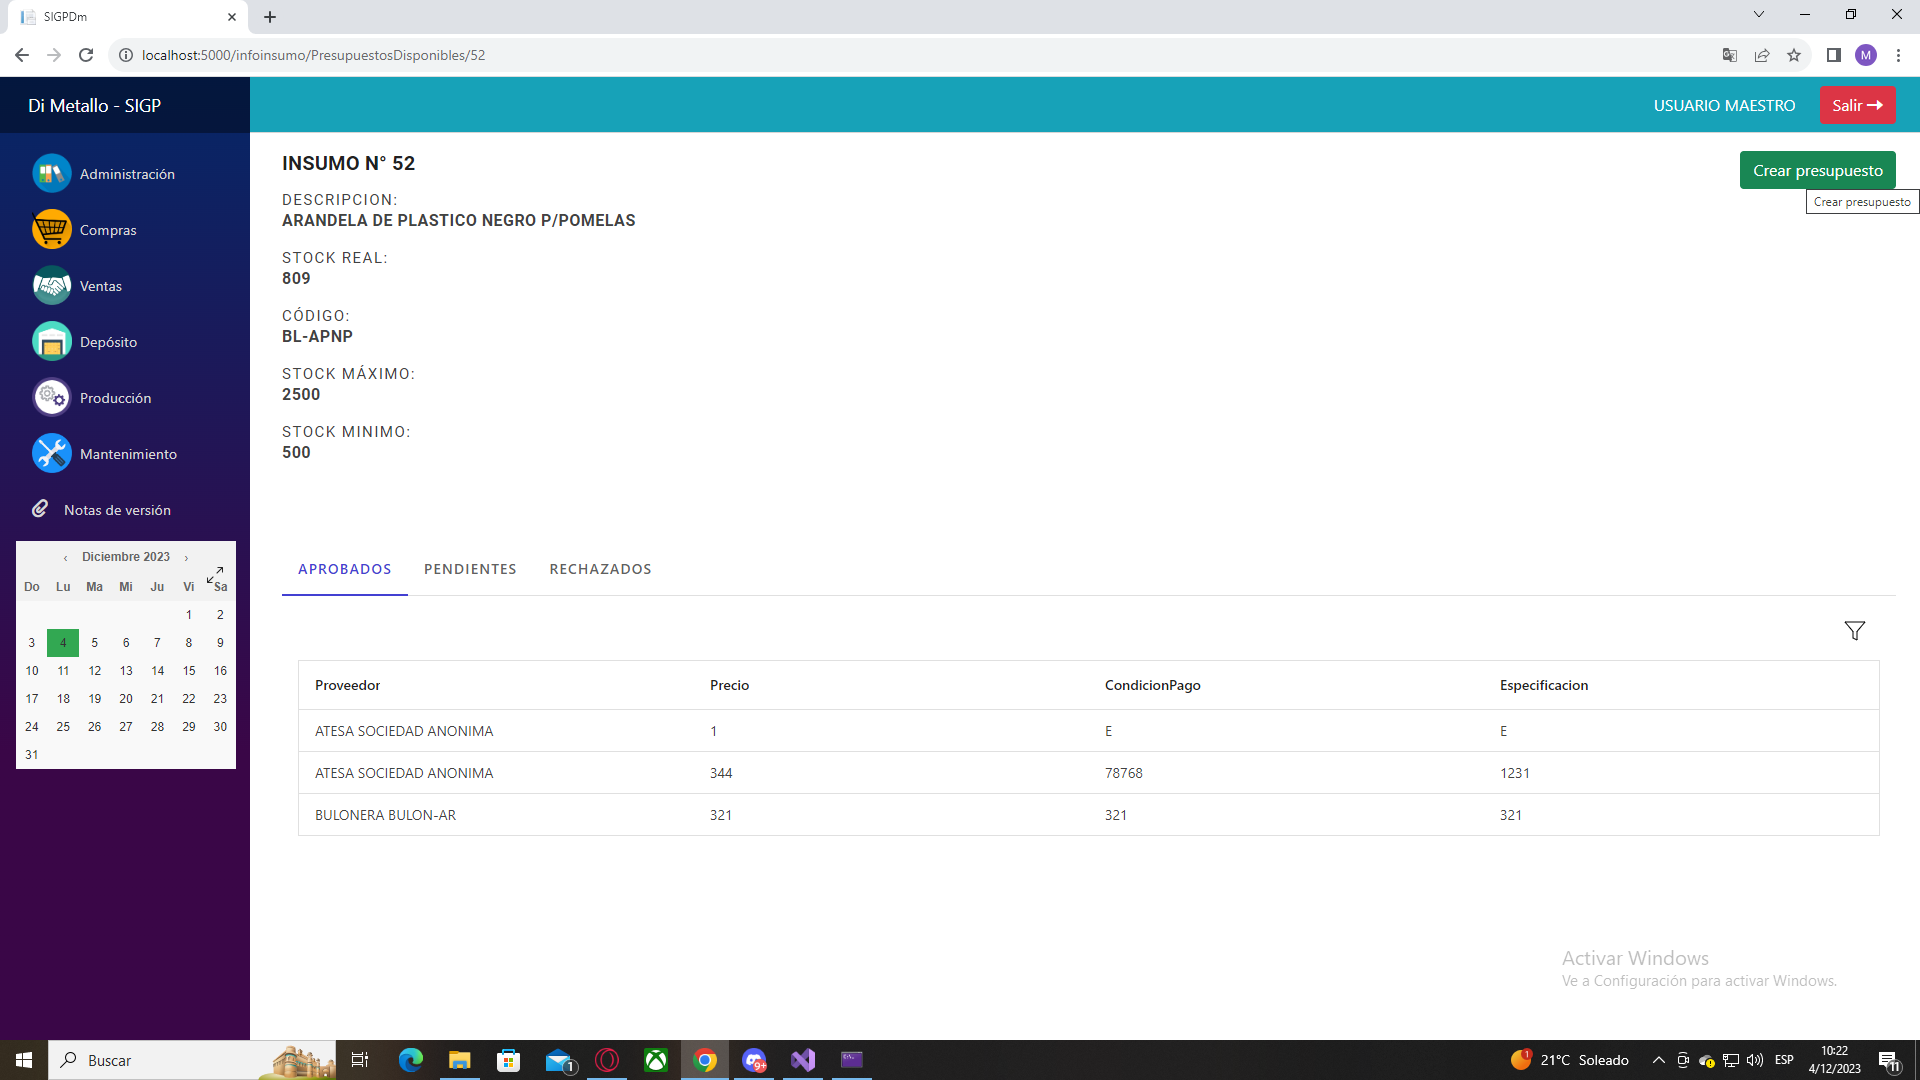 SIGPDm
localhost:5000/infoinsumo/PresupuestosDisponibles/52
M
Di Metallo - SIGP
USUARIO MAESTRO
Salir
Administración
Compras
Ventas
Depósito
Producción
Mantenimiento
Notas de versión
‹ Diciembre 2023 ›
Do Lu Ma Mi Ju Vi Sa
1 2
3 4 5 6 7 8 9
10 11 12 13 14 15 16
17 18 19 20 21 22 23
24 25 26 27 28 29 30
31
INSUMO N° 52
Crear presupuesto
Crear presupuesto
DESCRIPCION:
ARANDELA DE PLASTICO NEGRO P/POMELAS
STOCK REAL:
809
CÓDIGO:
BL-APNP
STOCK MÁXIMO:
2500
STOCK MINIMO:
500
APROBADOS PENDIENTES RECHAZADOS
Proveedor Precio CondicionPago Especificacion
ATESA SOCIEDAD ANONIMA 1 E E
ATESA SOCIEDAD ANONIMA 344 78768 1231
BULONERA BULON-AR 321 321 321
Activar Windows
Ve a Configuración para activar Windows.
Buscar
1
9+
1
21°C Soleado
ESP
10:22
4/12/2023
11